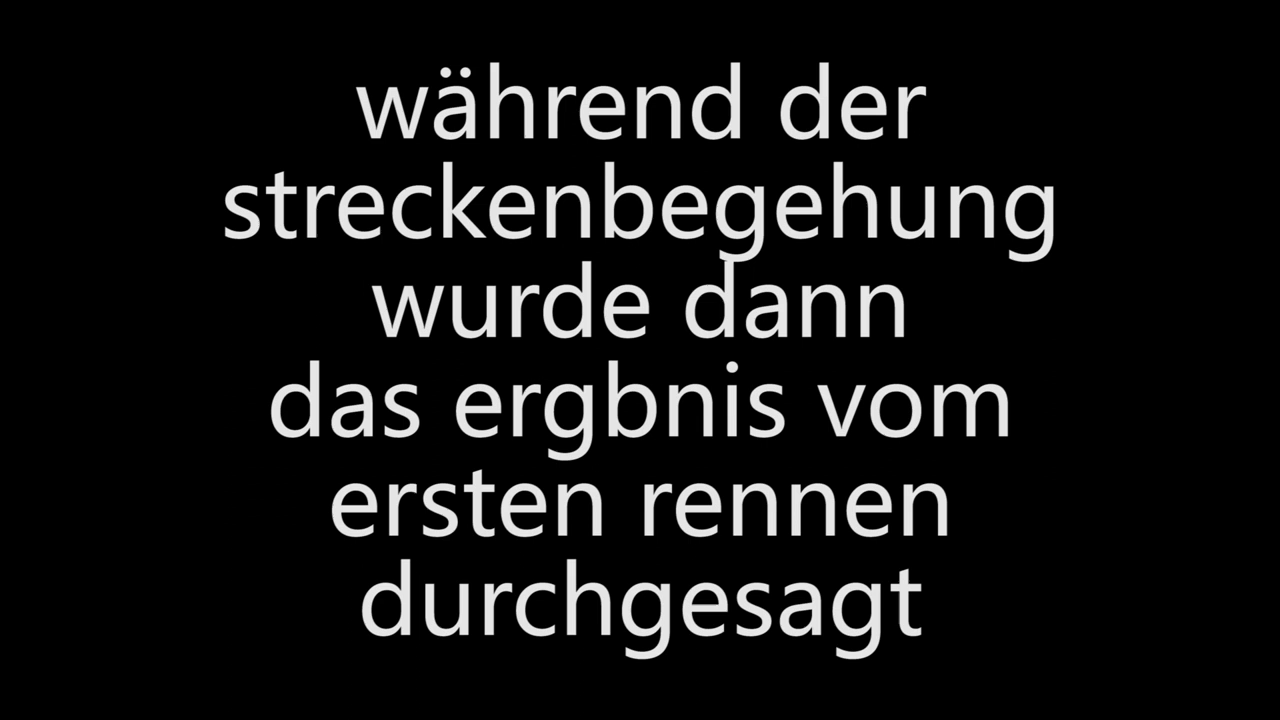 während der
streckenbegehung
wurde dann
das ergbnis vom
ersten rennen
durchgesagt